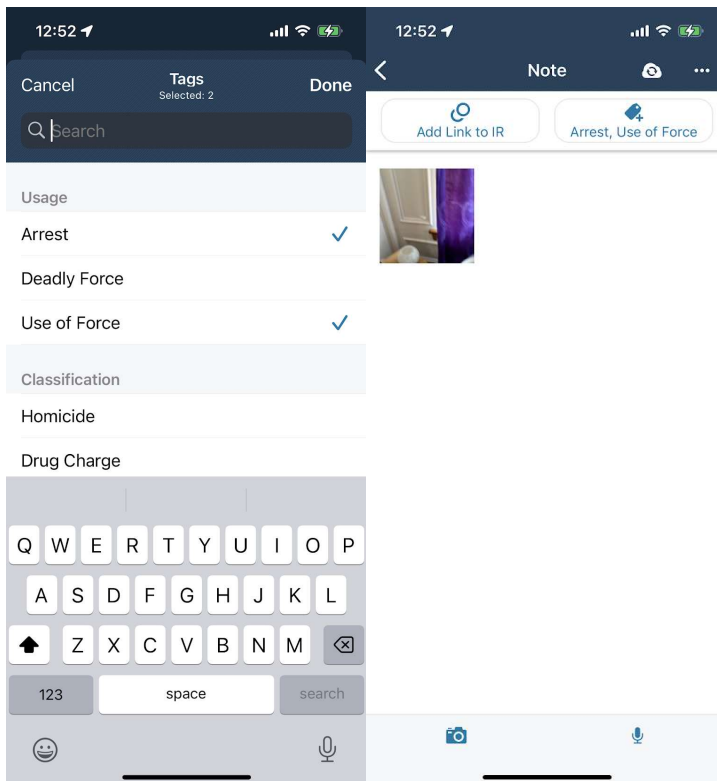 12:52
Cancel
Tags
Done
Selected: 2
Search
Usage
Arrest
Deadly Force
Use of Force
Classification
Homicide
Drug Charge
Q W E R T Y U I O P
A S D F G H J K L
Z X C V B N M
123 space search
12:52
Note
Add Link to IR
Arrest, Use of Force